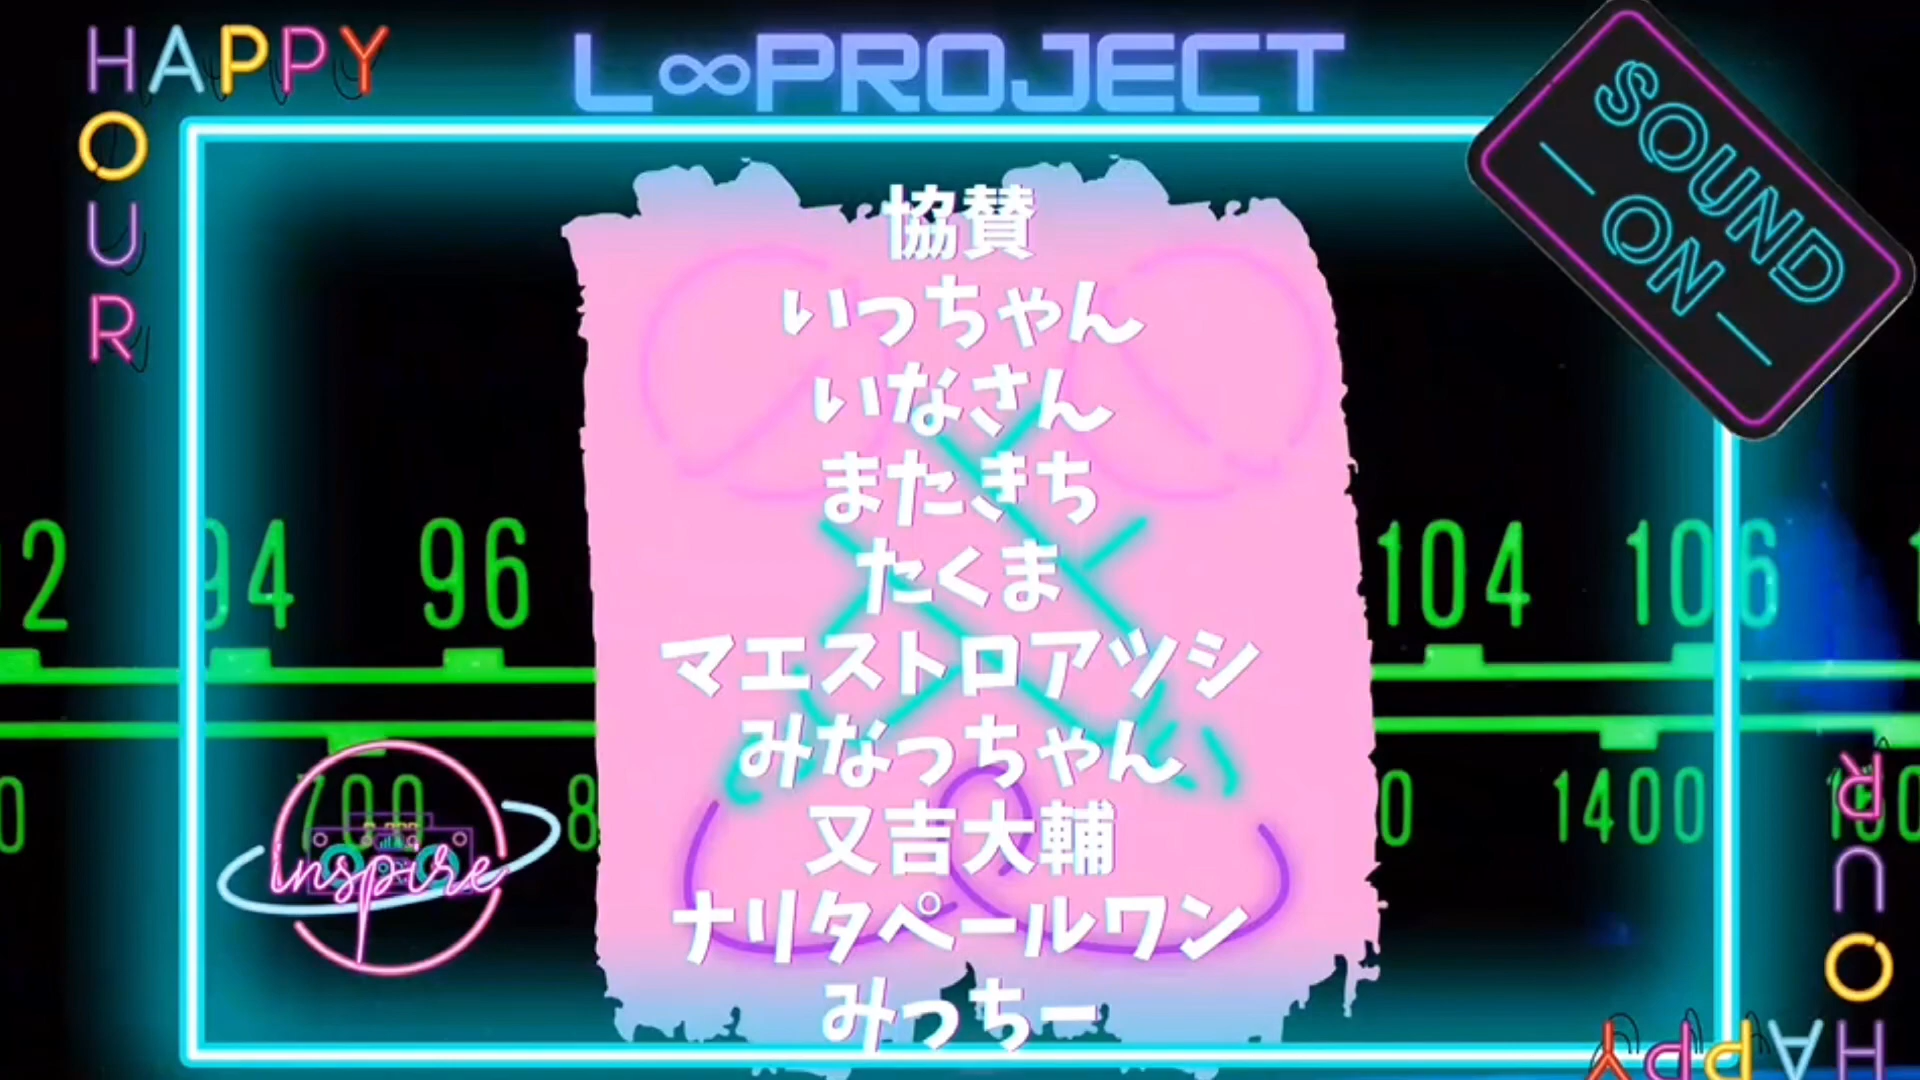 HAPPY
HOUR
L∞PROJECT
SOUND
ON
協賛
いっちゃん
いなさん
またきち
たくま
マエストロアツシ
みなっちゃん
又吉大輔
ナリタペールワン
みっちー
94
96
104
106
700
1400
inspire
HAPPY
HOUR